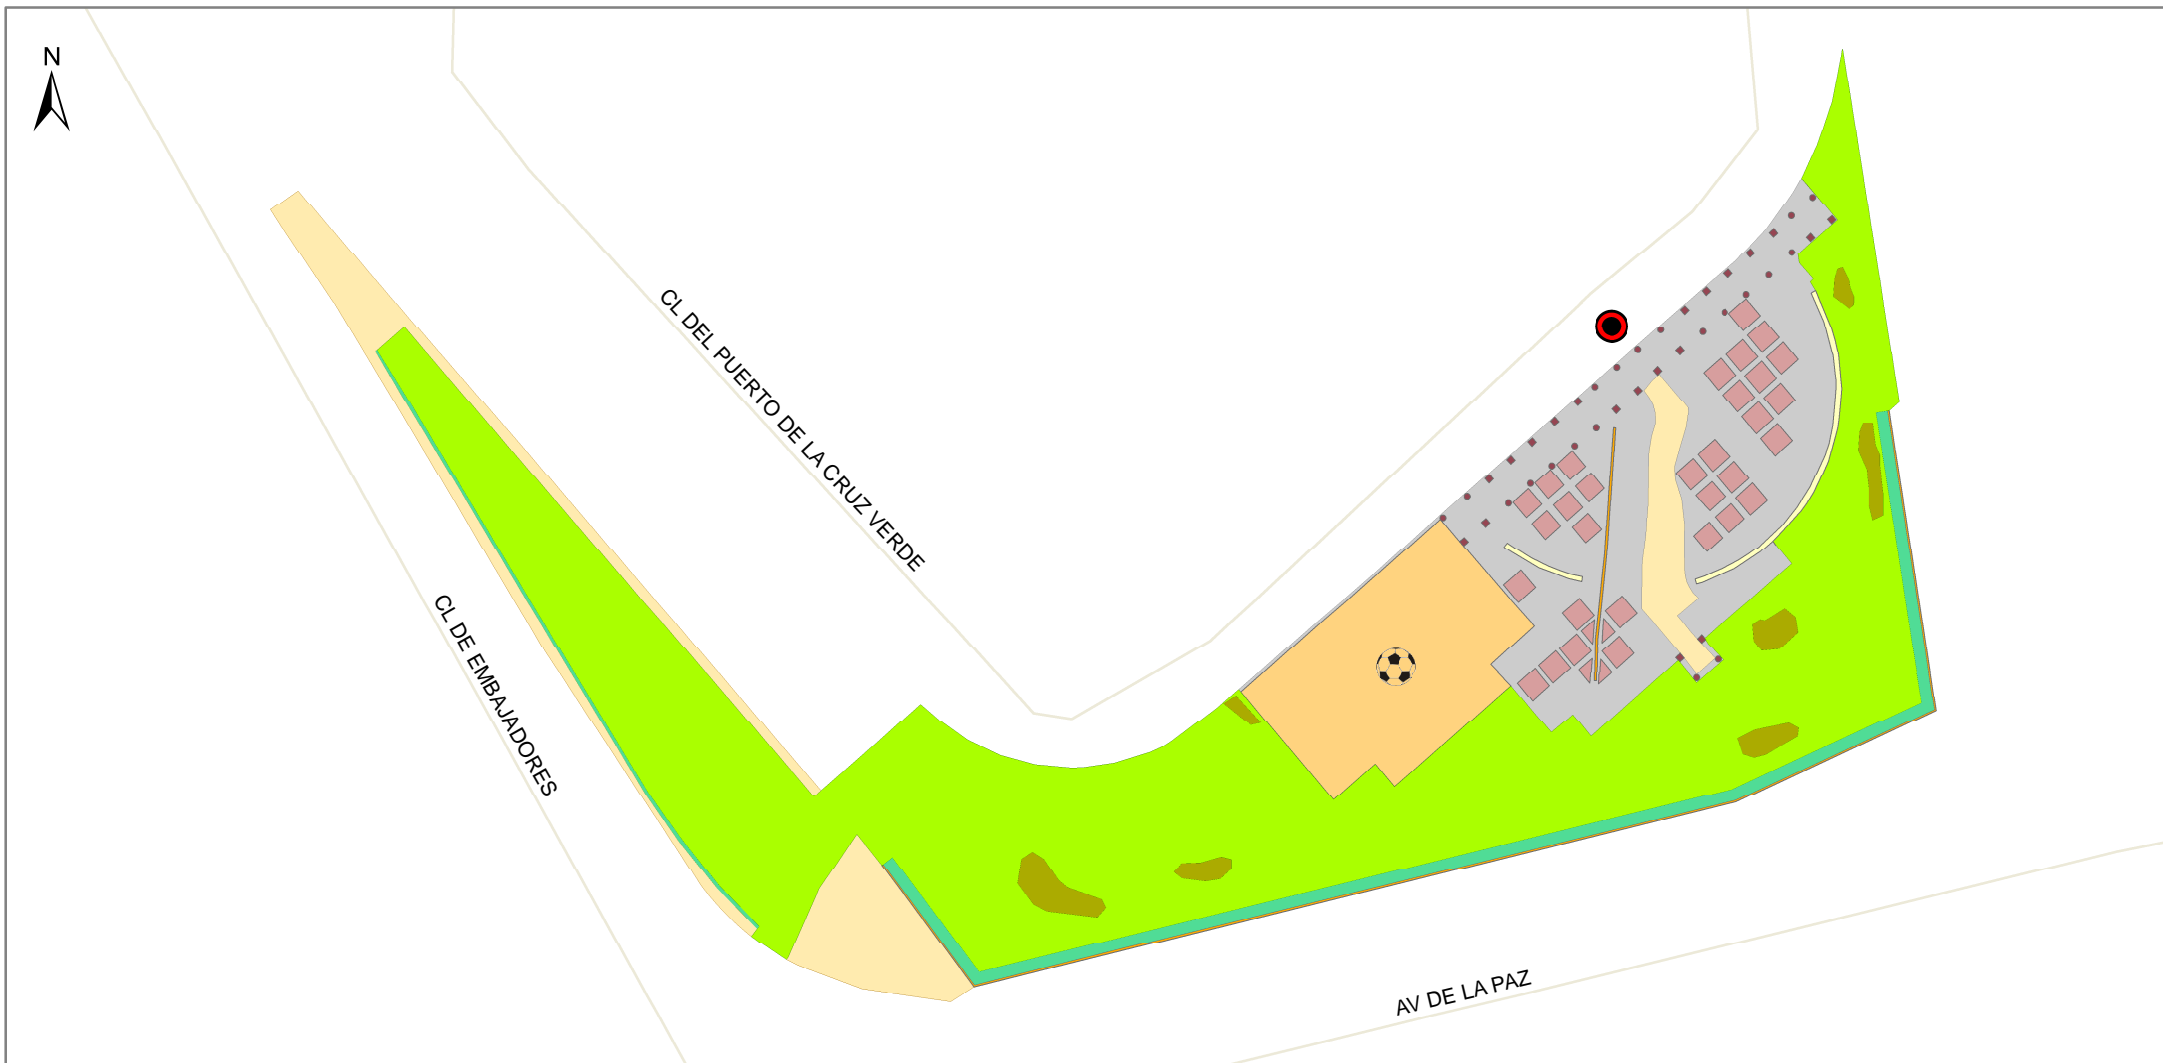 N
CL DEL PUERTO DE LA CRUZ VERDE
CL DE EMBAJADORES
AV DE LA PAZ